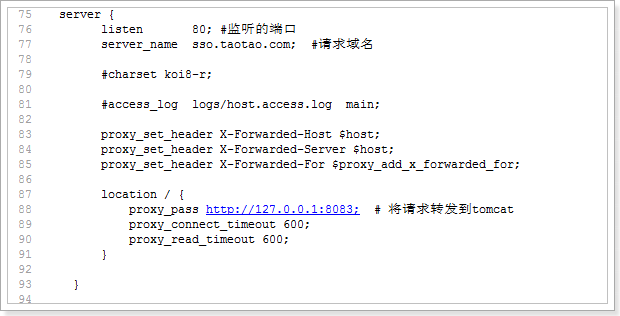 75 server {
76 listen 80; #监听的端口
77 server_name sso.taotao.com; #请求域名
78
79 #charset koi8-r;
80
81 #access_log logs/host.access.log main;
82
83 proxy_set_header X-Forwarded-Host $host;
84 proxy_set_header X-Forwarded-Server $host;
85 proxy_set_header X-Forwarded-For $proxy_add_x_forwarded_for;
86
87 location / {
88 proxy_pass http://127.0.0.1:8083; # 将请求转发到tomcat
89 proxy_connect_timeout 600;
90 proxy_read_timeout 600;
91 }
92
93 }
94